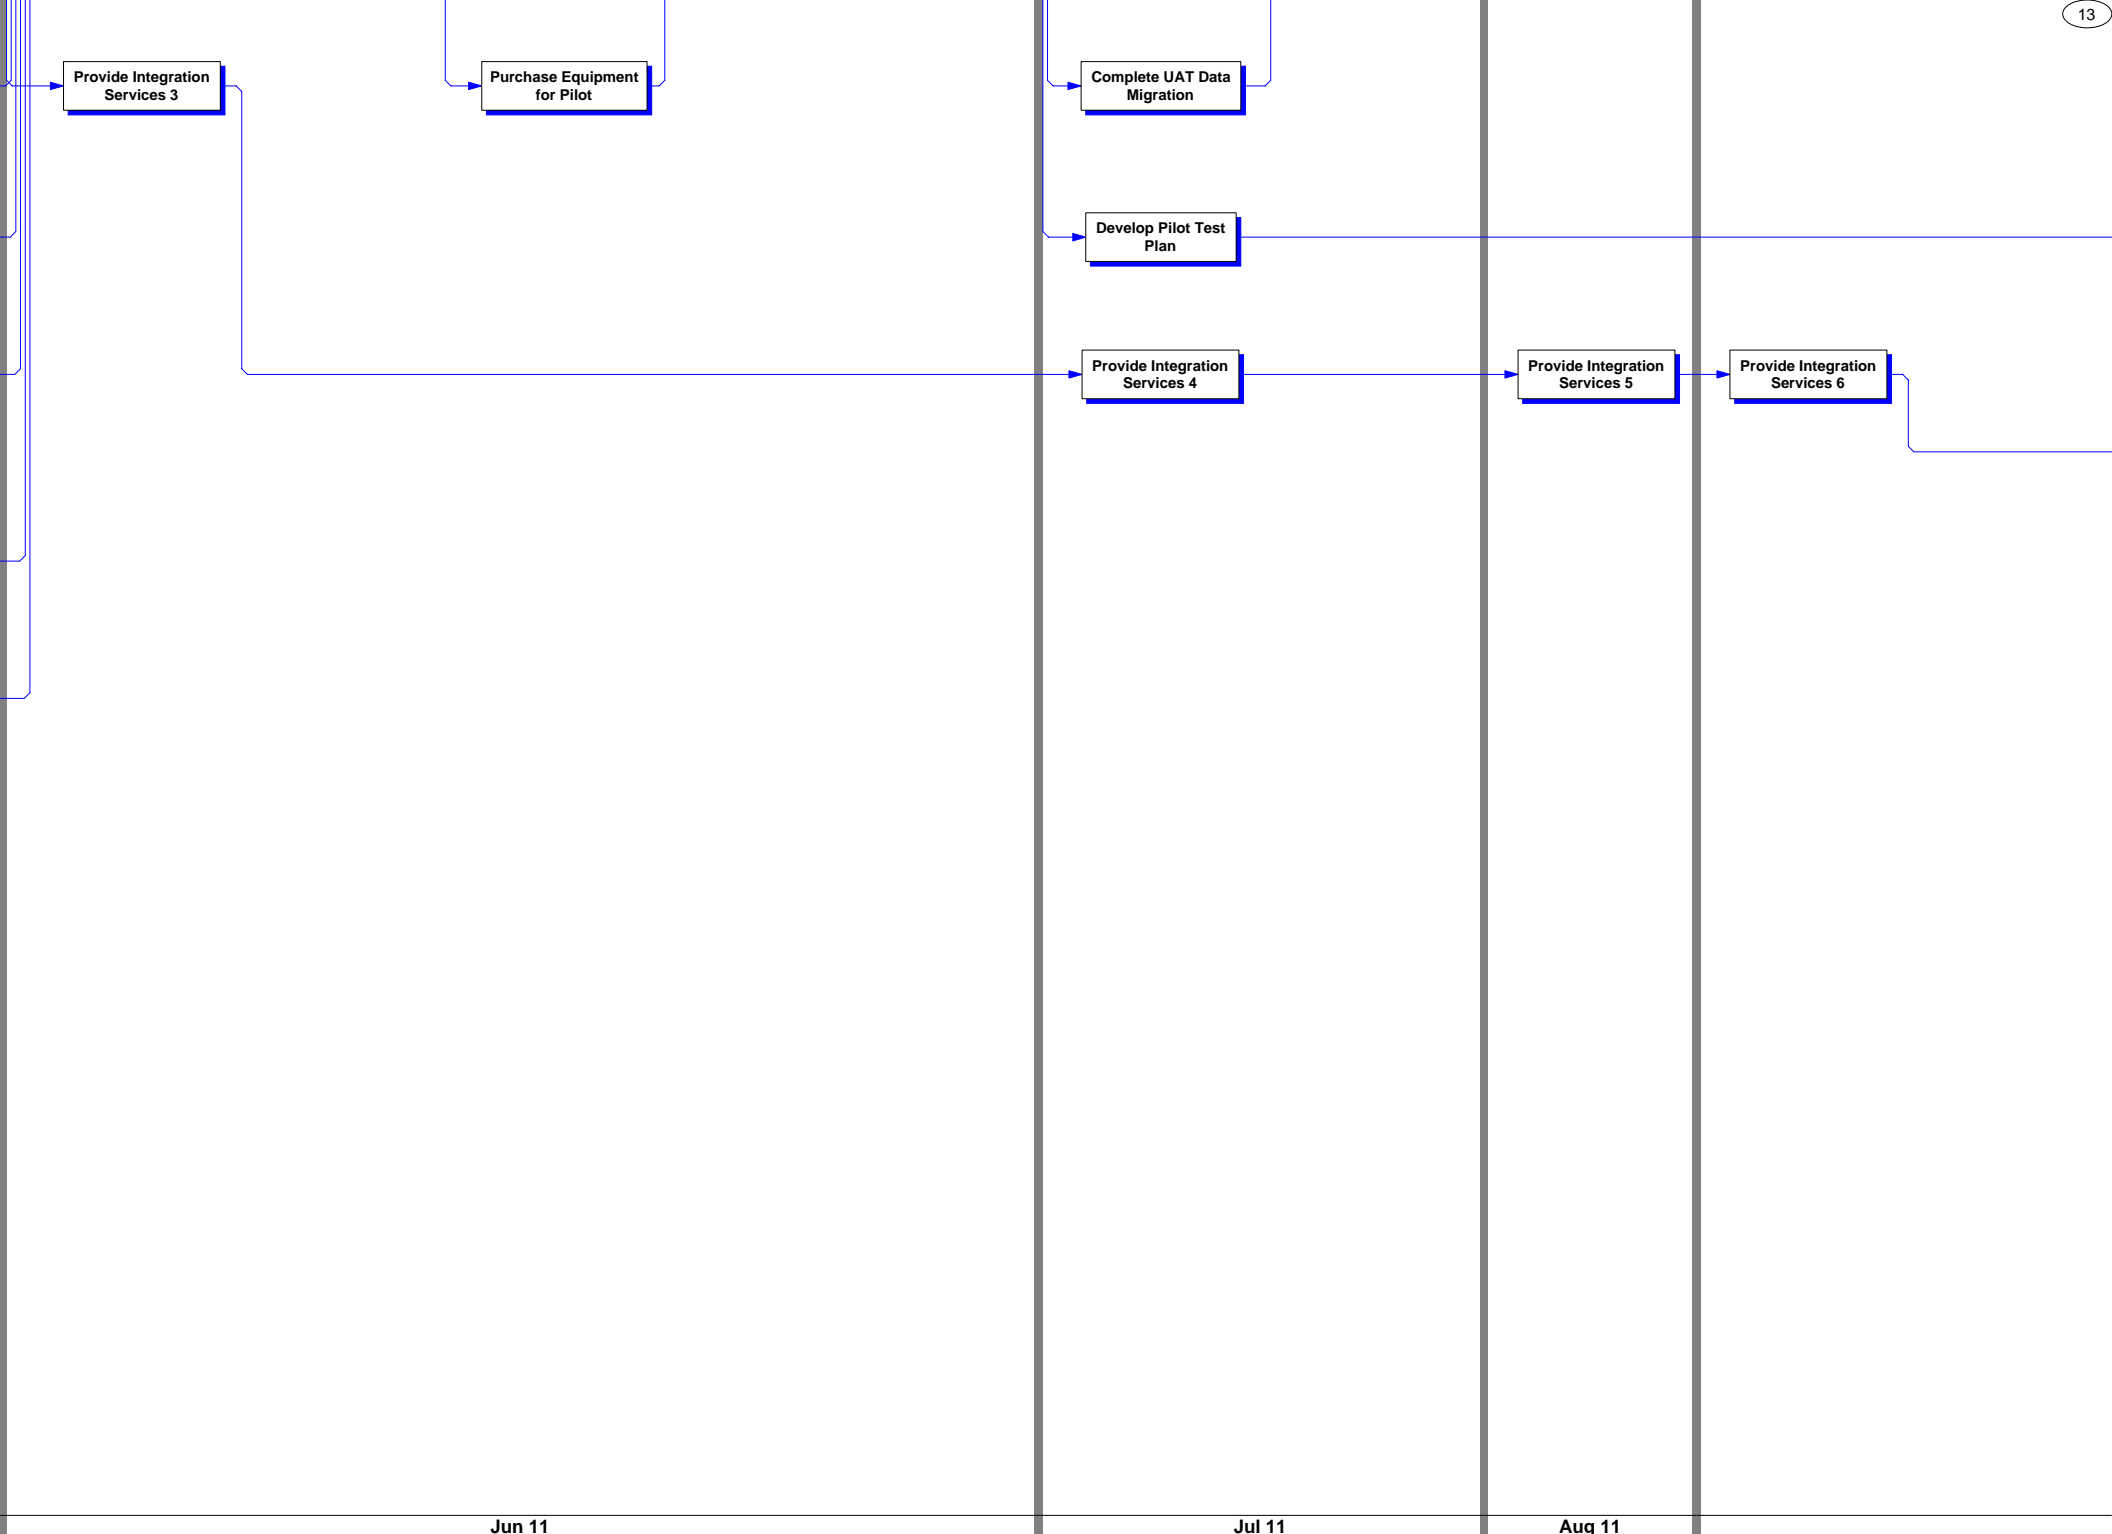 13
Provide Integration
Services 3
Purchase Equipment
for Pilot
Complete UAT Data
Migration
Develop Pilot Test
Plan
Provide Integration
Services 4
Provide Integration
Services 5
Provide Integration
Services 6
Jun 11
Jul 11
Aug 11